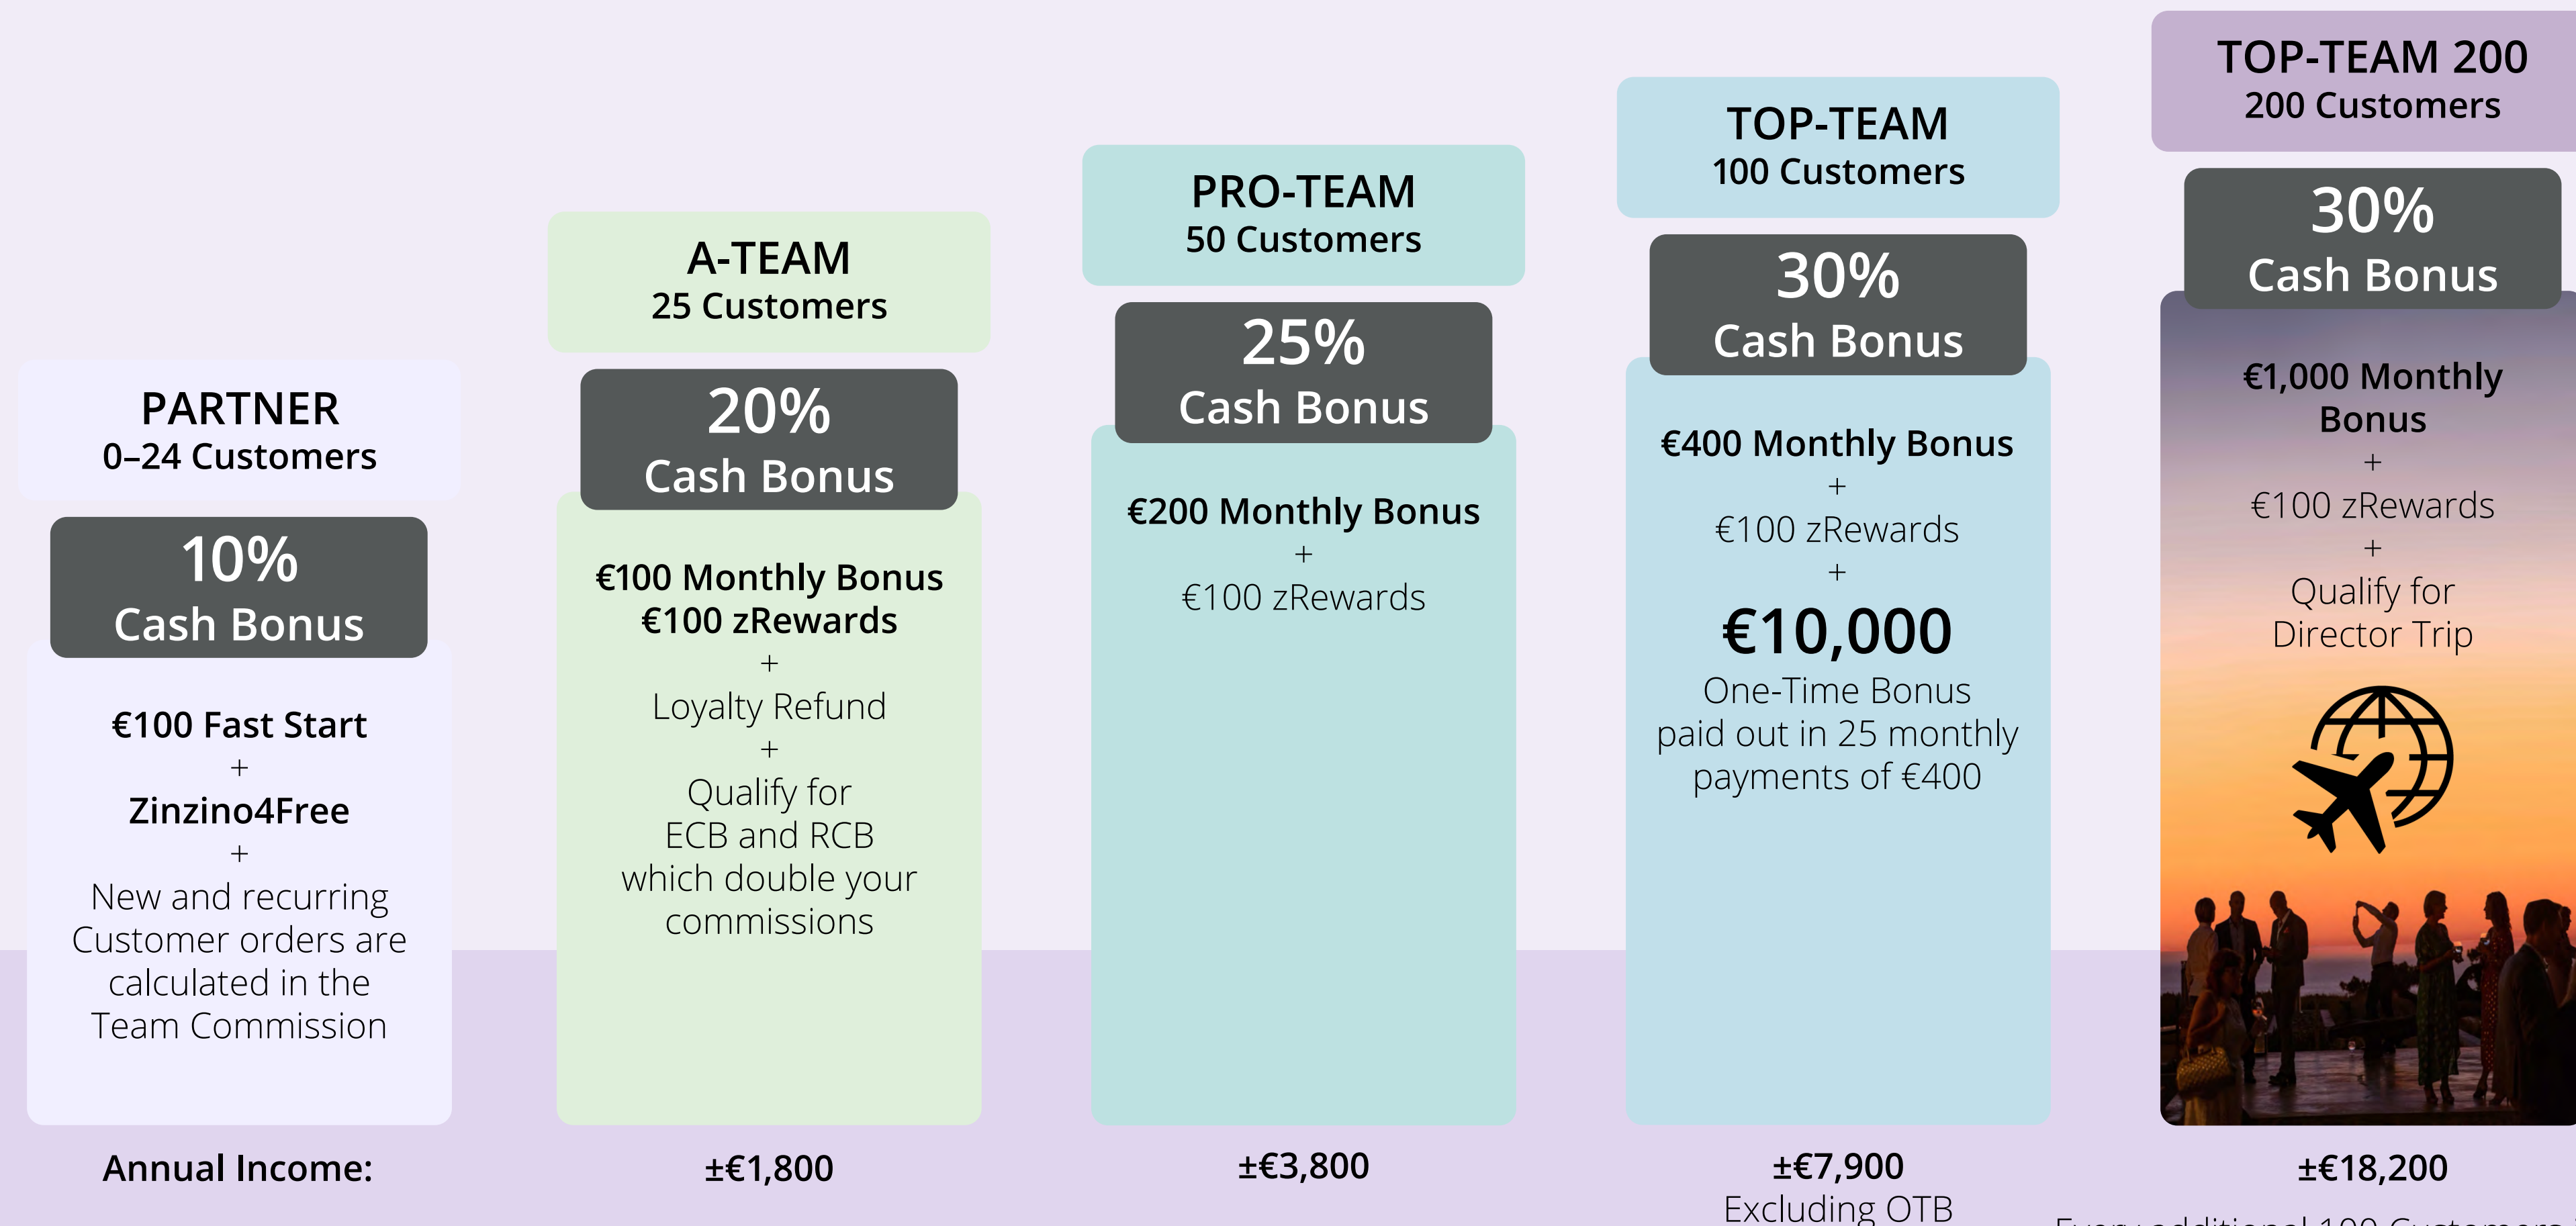 PARTNER
0–24 Customers
10%
Cash Bonus
€100 Fast Start
+
Zinzino4Free
+
New and recurring
Customer orders are
calculated in the
Team Commission
Annual Income:
A-TEAM
25 Customers
20%
Cash Bonus
€100 Monthly Bonus
€100 zRewards
+
Loyalty Refund
+
Qualify for
ECB and RCB
which double your
commissions
±€1,800
PRO-TEAM
50 Customers
25%
Cash Bonus
€200 Monthly Bonus
+
€100 zRewards
±€3,800
TOP-TEAM
100 Customers
30%
Cash Bonus
€400 Monthly Bonus
+
€100 zRewards
+
€10,000
One-Time Bonus
paid out in 25 monthly
payments of €400
±€7,900
Excluding OTB
TOP-TEAM 200
200 Customers
30%
Cash Bonus
€1,000 Monthly
Bonus
+
€100 zRewards
+
Qualify for
Director Trip
±€18,200
Every additional 100 Customers